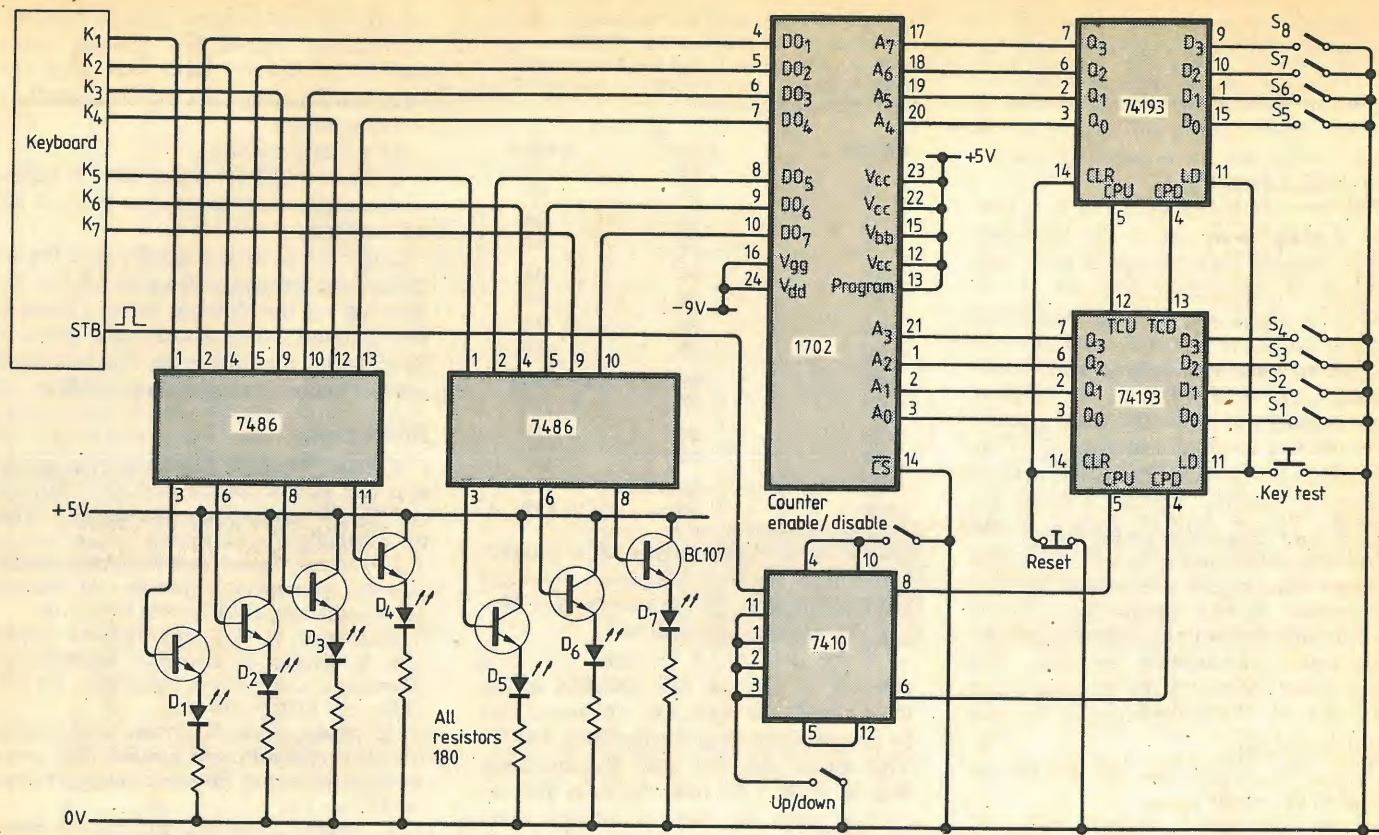 Keyboard
K1
K2
K3
K4
K5
K6
K7
STB
1 2 4 5 9 10 12 13
7486
3 6 8 11
1 2 4 5 9 10
7486
3 6 8
+5V
BC107
D1
D2
D3
D4
D5
D6
D7
All
resistors
180
0V
4 DO1
5 DO2
6 DO3
7 DO4
8 DO5
9 DO6
10 DO7
16 Vgg
24 Vdd
-9V
1702
A7 17
A6 18
A5 19
A4 20
Vcc 23
Vcc 22
Vbb 15
Vcc 12
Program 13
+5V
A3 21
A2 1
A1 2
A0 3
C̅S̅ 14
7 Q3 D3 9 S8
6 Q2 D2 10 S7
2 Q1 D1 1 S6
3 Q0 D0 15 S5
74193
14 CLR LD 11
CPU CPD
5 4
12 13
TCU TCD
7 Q3 D3 S4
6 Q2 D2 S3
2 Q1 D1 S2
3 Q0 D0 S1
74193
14 CLR LD 11
CPU CPD
5 4
Key test
Reset
Counter
enable/disable
4 10
11
1
2
3
7410
8
6
5 12
Up/down